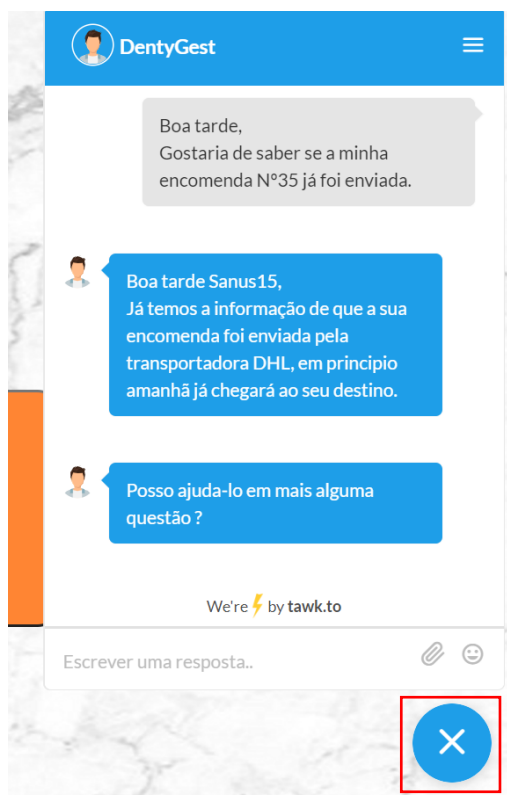 DentyGest
Boa tarde,
Gostaria de saber se a minha
encomenda Nº35 já foi enviada.
Boa tarde Sanus15,
Já temos a informação de que a sua
encomenda foi enviada pela
transportadora DHL, em principio
amanhã já chegará ao seu destino.
Posso ajuda-lo em mais alguma
questão ?
We're by tawk.to
Escrever uma resposta..